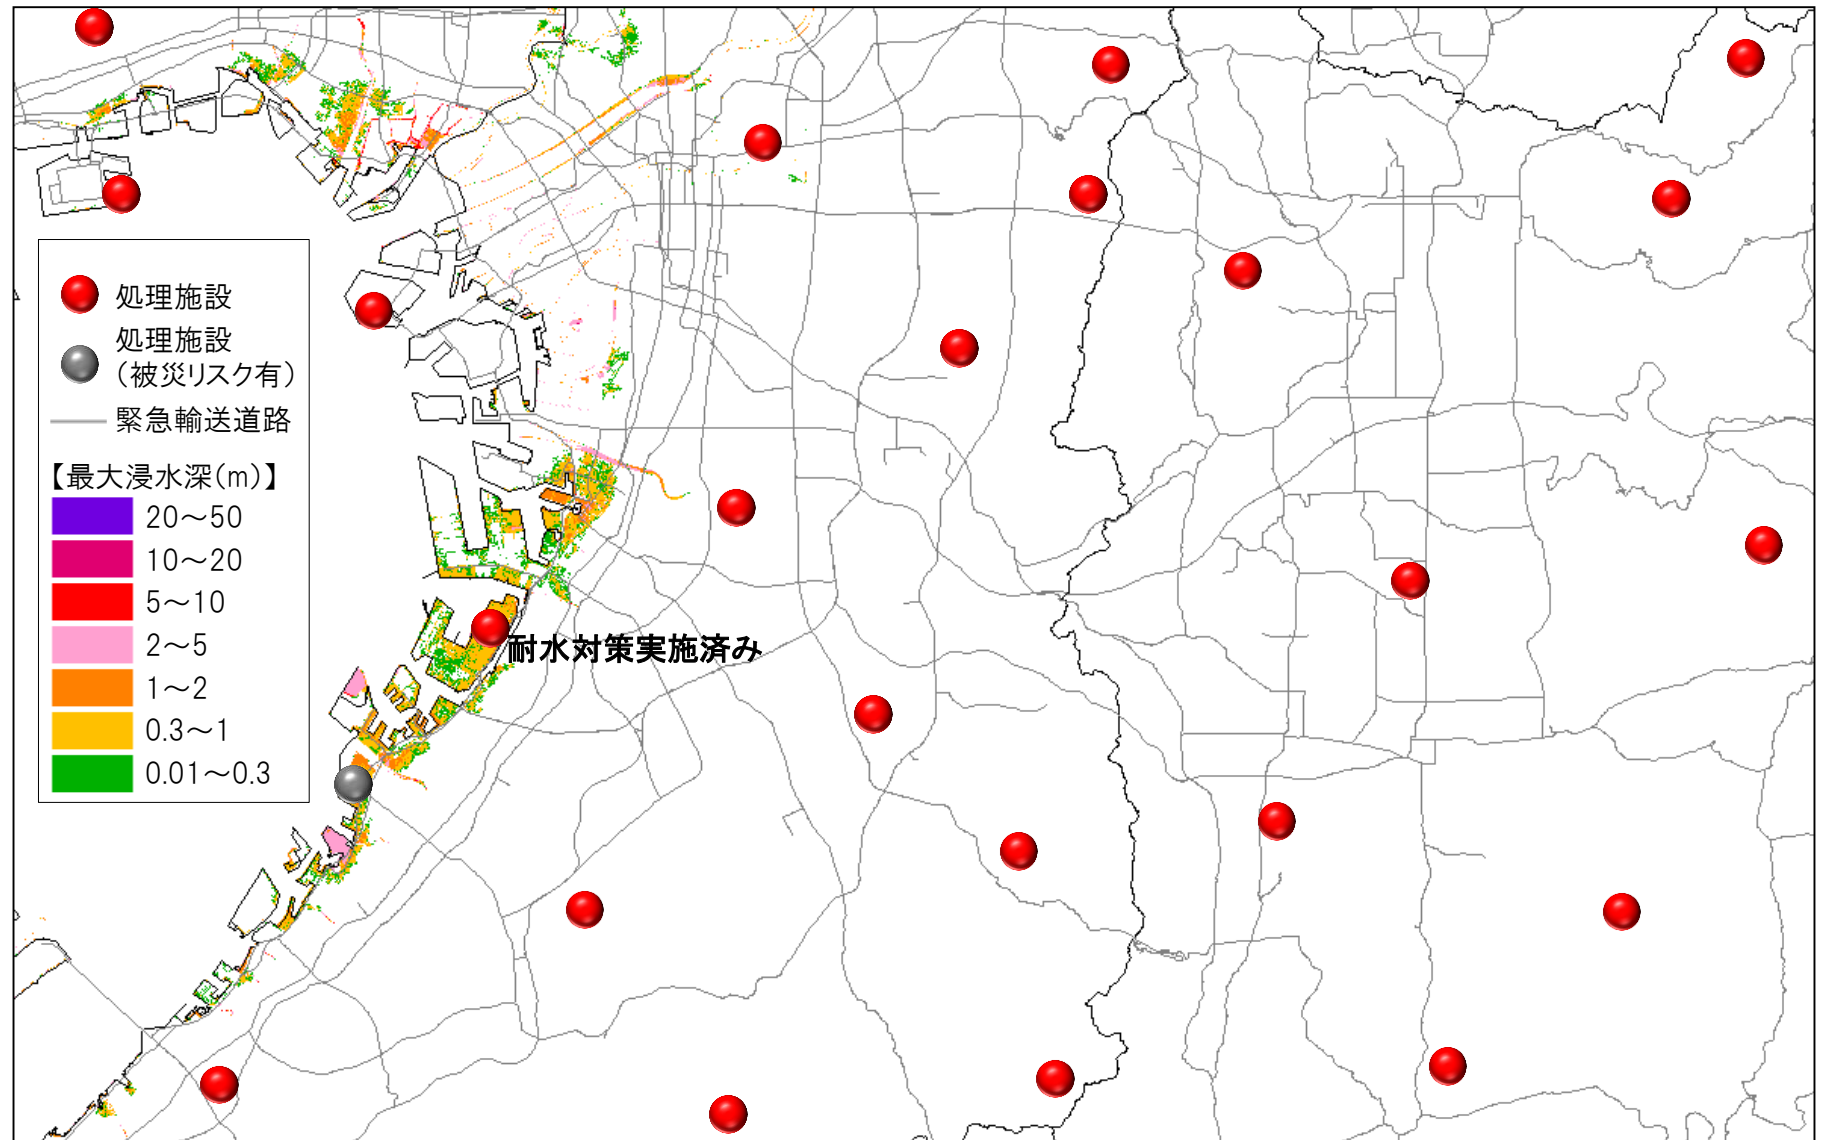 処理施設
処理施設
（被災リスク有）
緊急輸送道路
【最大浸水深(m)】
20～50
10～20
5～10
2～5
1～2
0.3～1
0.01～0.3
耐水対策実施済み